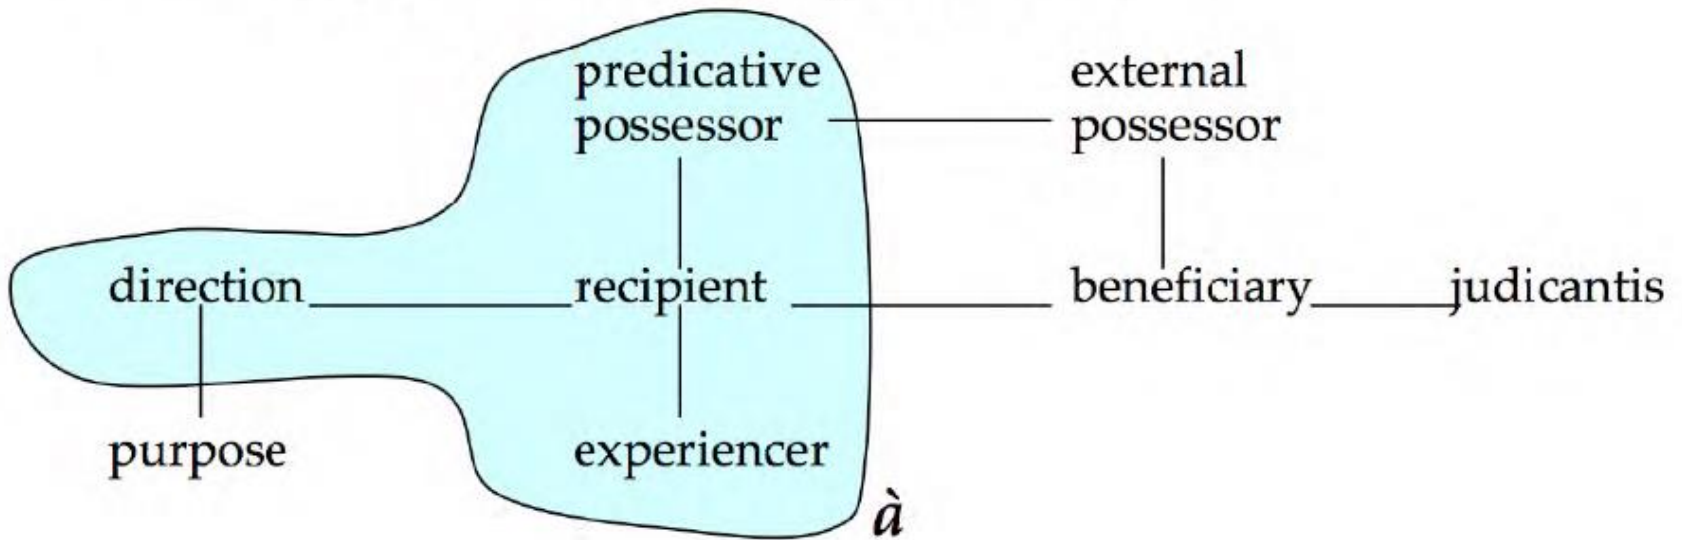 predicative
possessor
external
possessor
direction
recipient
beneficiary
judicantis
purpose
experiencer
à